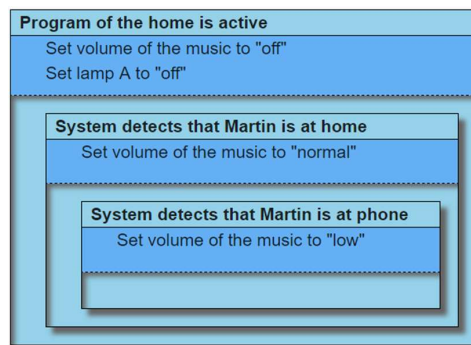 Program of the home is active
Set volume of the music to "off"
Set lamp A to "off"
System detects that Martin is at home
Set volume of the music to "normal"
System detects that Martin is at phone
Set volume of the music to "low"